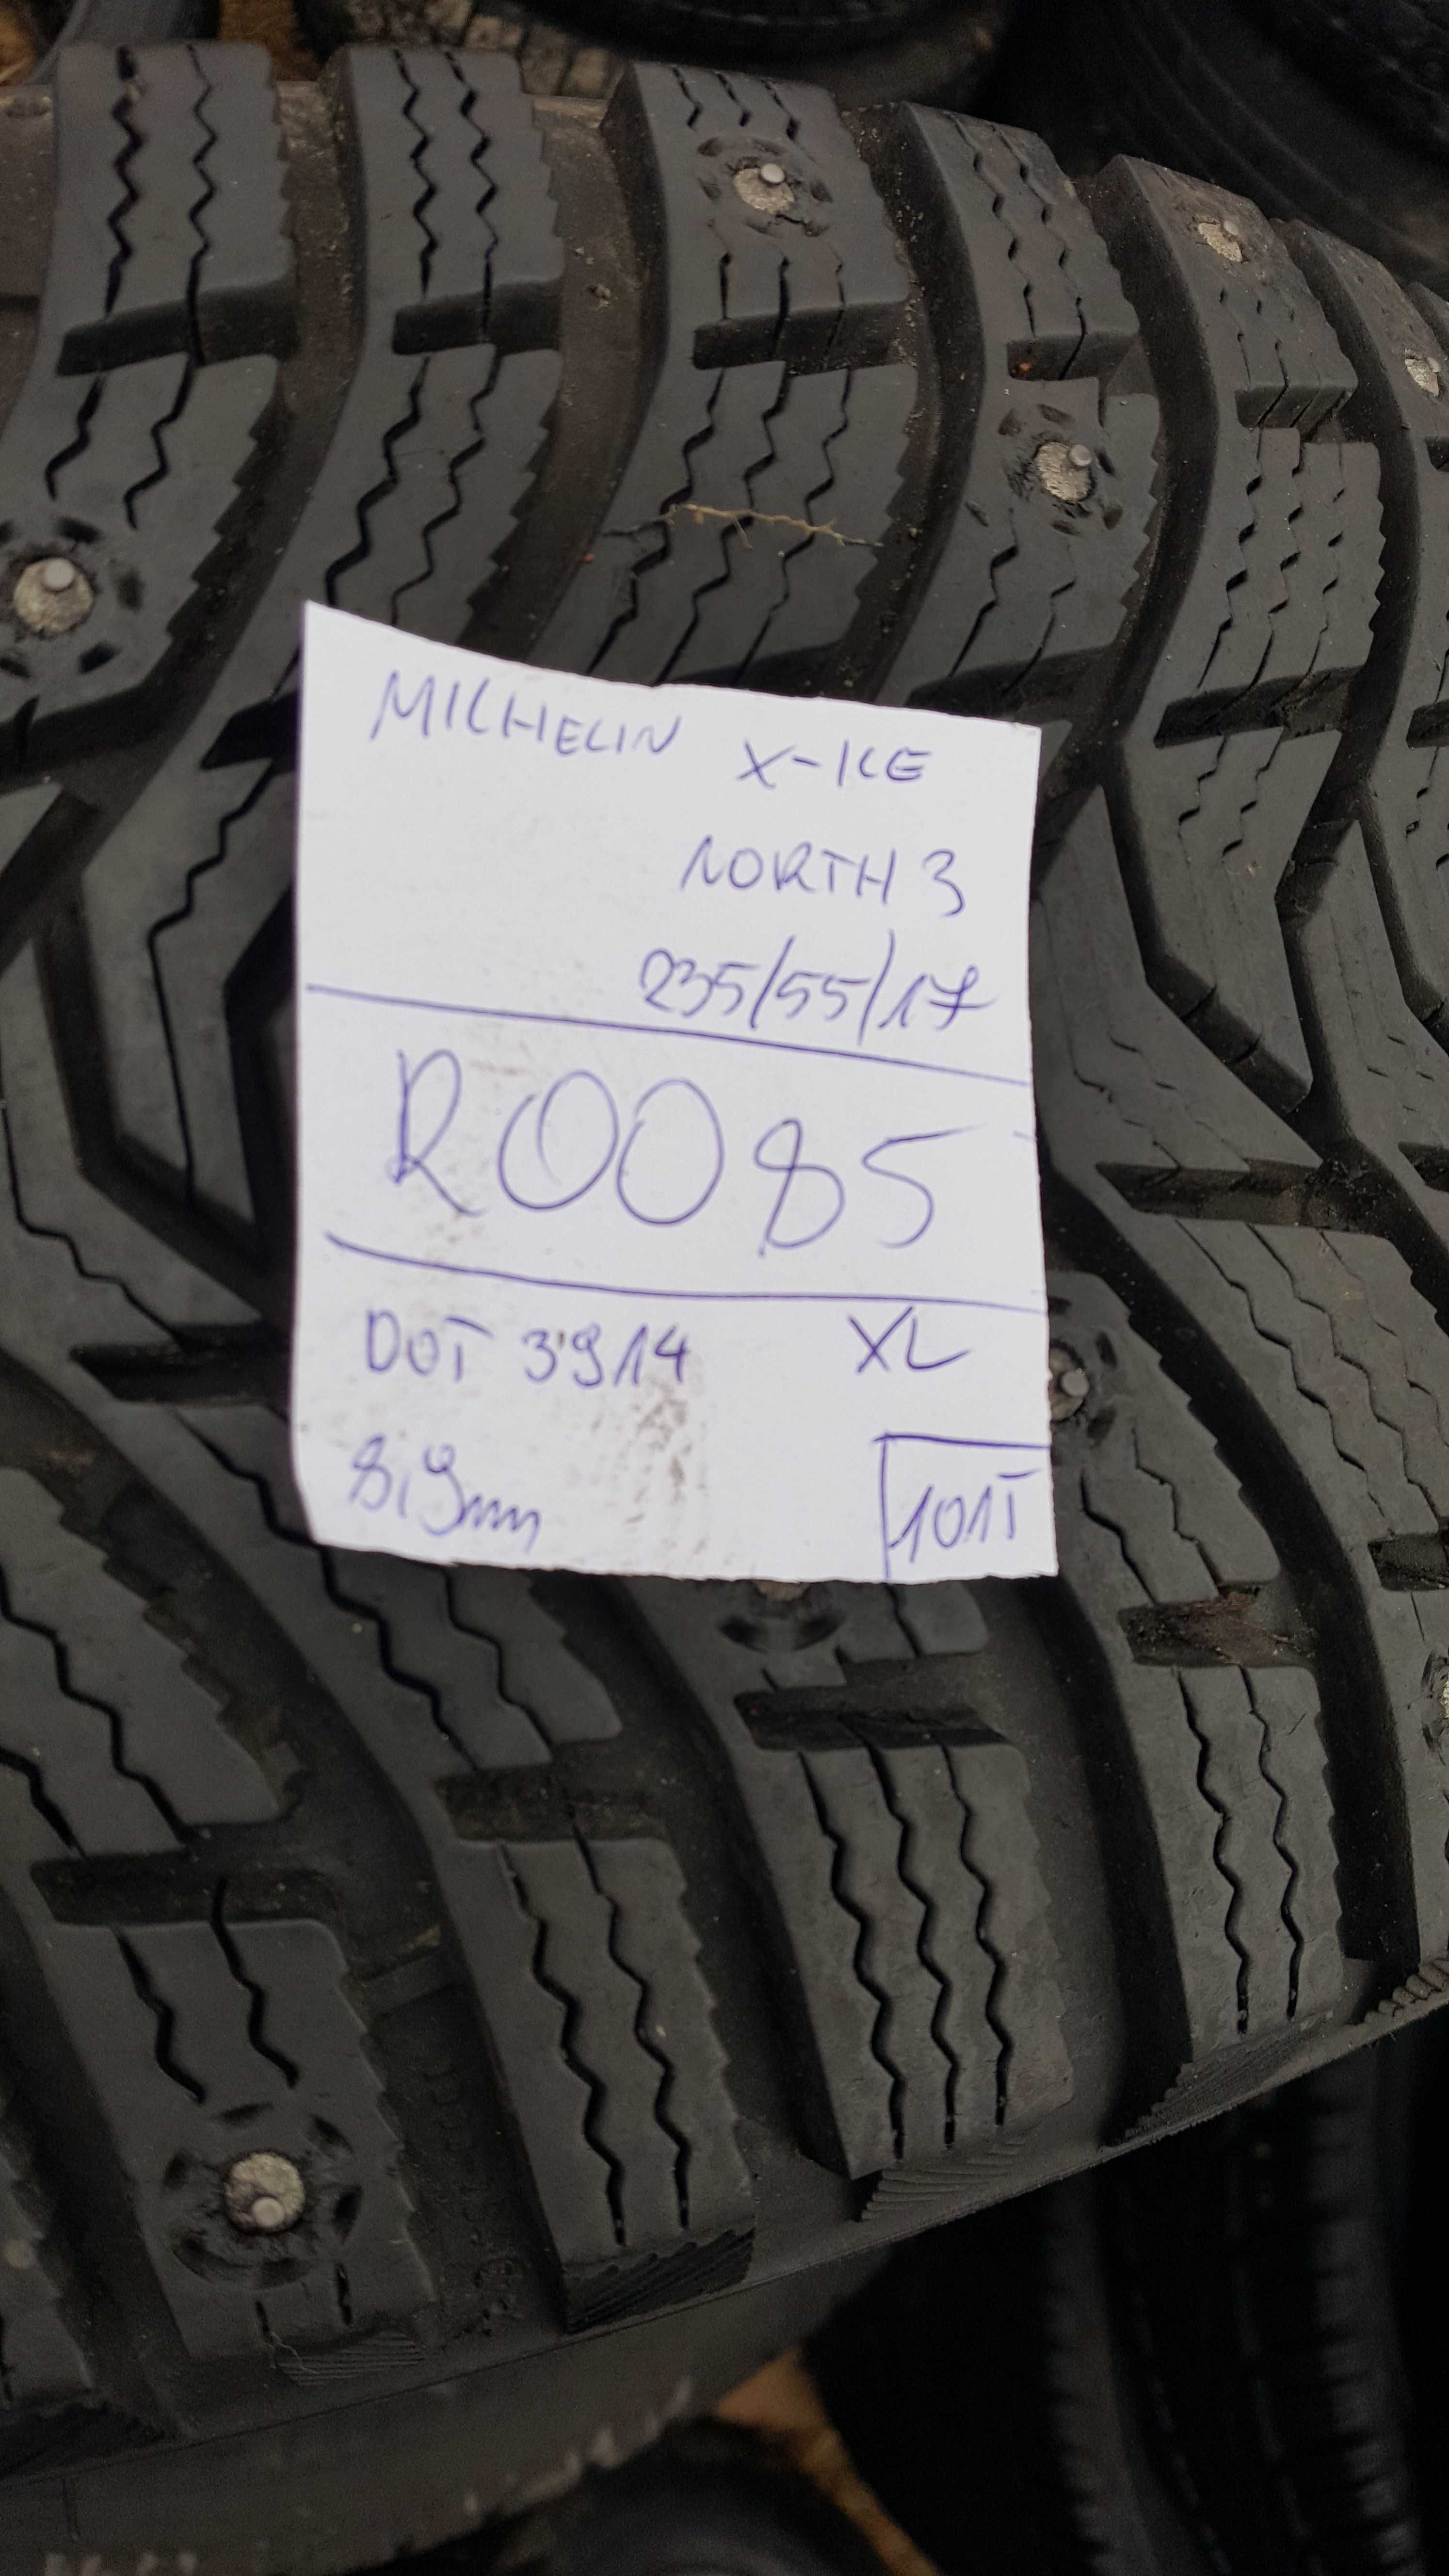 MICHELIN X-ICE
NORTH 3
235/55/17
R0085
DOT 3914 XL
8,9mm 101T